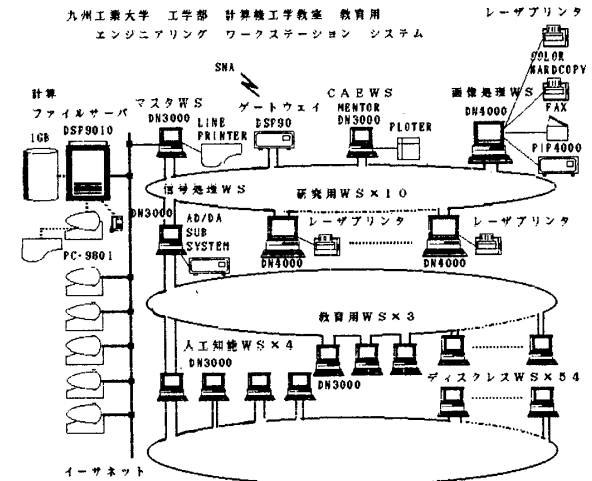 九州工業大学 工学部 計算機工学教室 教育用
エンジニアリング ワークステーション システム
レーザプリンタ
SNA
COLOR
HARDCOPY
計算
ファイルサーバ
DSP9010
1GB
マスタWS
DN3000
LINE
PRINTER
ゲートウェイ
DSP90
CAEWS
MENTOR
DN3000
PLOTER
画像処理WS
DN4000
FAX
PIP4000
信号処理WS
研究用WS×10
DN3000
AD/DA
SUB
SYSTEM
レーザプリンタ
レーザプリンタ
PC-9801
DN4000
DN4000
教育用WS×3
人工知能WS×4
DN3000
DN3000
ディスクレスWS×54
イーサネット